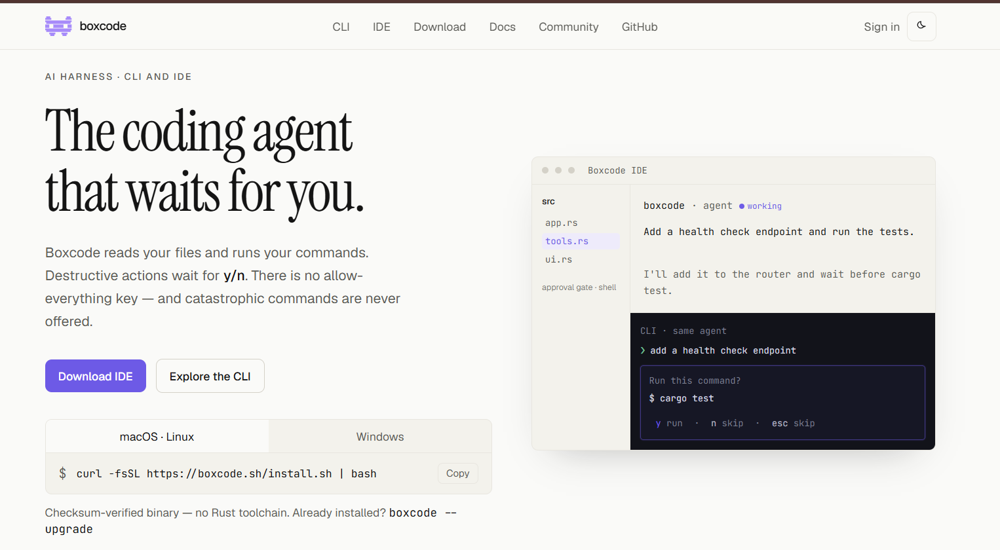 boxcode
CLI IDE Download Docs Community GitHub
Sign in
AI HARNESS · CLI AND IDE
The coding agent
that waits for you.
Boxcode reads your files and runs your commands.
Destructive actions wait for y/n. There is no allow-
everything key — and catastrophic commands are never
offered.
Download IDE
Explore the CLI
macOS · Linux
Windows
$ curl -fsSL https://boxcode.sh/install.sh | bash
Copy
Checksum-verified binary — no Rust toolchain. Already installed? boxcode --
upgrade
Boxcode IDE
src
app.rs
tools.rs
ui.rs
approval gate · shell
boxcode · agent working
Add a health check endpoint and run the tests.
I'll add it to the router and wait before cargo
test.
CLI · same agent
❯ add a health check endpoint
Run this command?
$ cargo test
y run · n skip · esc skip